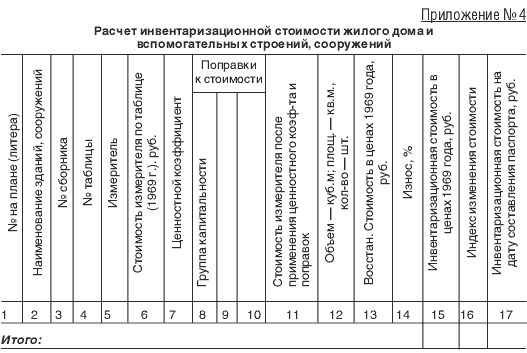 Приложение № 4
Расчет инвентаризационной стоимости жилого дома и
вспомогательных строений, сооружений
№ на плане (литера)
Наименование зданий, сооружений
№ сборника
№ таблицы
Измеритель
Стоимость измерителя по таблице
(1969 г.). руб.
Ценностной коэффициент
Поправки
к стоимости
Группа капитальности
Стоимость измерителя после
применения ценностного коэф-та и
поправок
Объем — куб.м; площ. — кв.м.,
кол-во — шт.
Восстан. Стоимость в ценах 1969 года,
руб.
Износ, %
Инвентаризационная стоимость в
ценах 1969 года, руб.
Индекс изменения стоимости
Инвентаризационная стоимость на
дату составления паспорта, руб.
1 2 3 4 5 6 7 8 9 10 11 12 13 14 15 16 17
Итого: